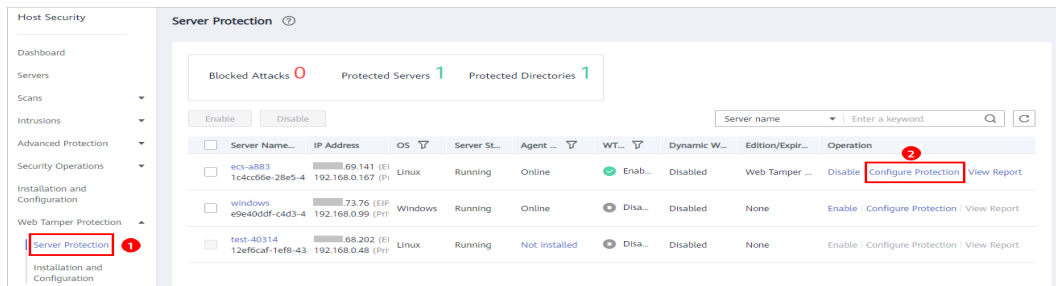 Host Security
Server Protection
Dashboard
Servers
Scans
Intrusions
Advanced Protection
Security Operations
Installation and
Configuration
Web Tamper Protection
Server Protection 1
Installation and
Configuration
Blocked Attacks 0 Protected Servers 1 Protected Directories 1
Enable Disable Server name Enter a keyword.
Server Name... IP Address OS Server St... Agent ... WT... Dynamic W... Edition/Expir... Operation
2
ecs-a883 .69.141 (EI Linux Running Online Enab... Disabled Web Tamper ... Disable Configure Protection View Report
1c4cc66e-28e5-4 192.168.0.167 (Pri
windows .73.76 (EIP Windows Running Online Disa... Disabled None Enable Configure Protection View Report
e9e40ddf-c4d3-4 192.168.0.99 (Pri
test-40314 .68.202 (EI Linux Running Not installed Disa... Disabled None Enable Configure Protection View Report
12ef6caf-1ef8-43 192.168.0.48 (Pri